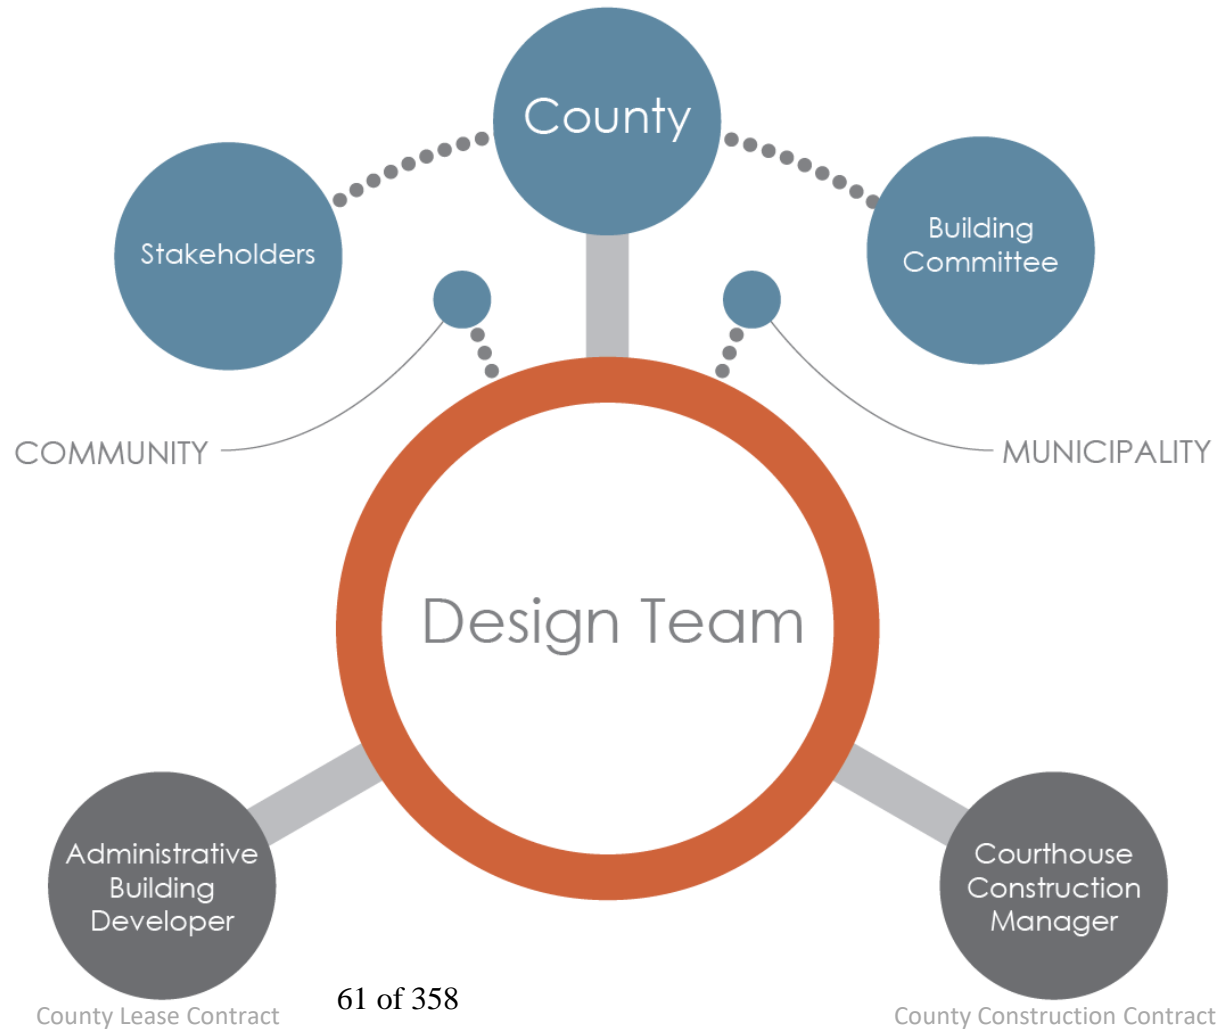 County
Stakeholders
Building
Committee
COMMUNITY
MUNICIPALITY
Design Team
Administrative
Building
Developer
Courthouse
Construction
Manager
61 of 358
County Lease Contract
County Construction Contract